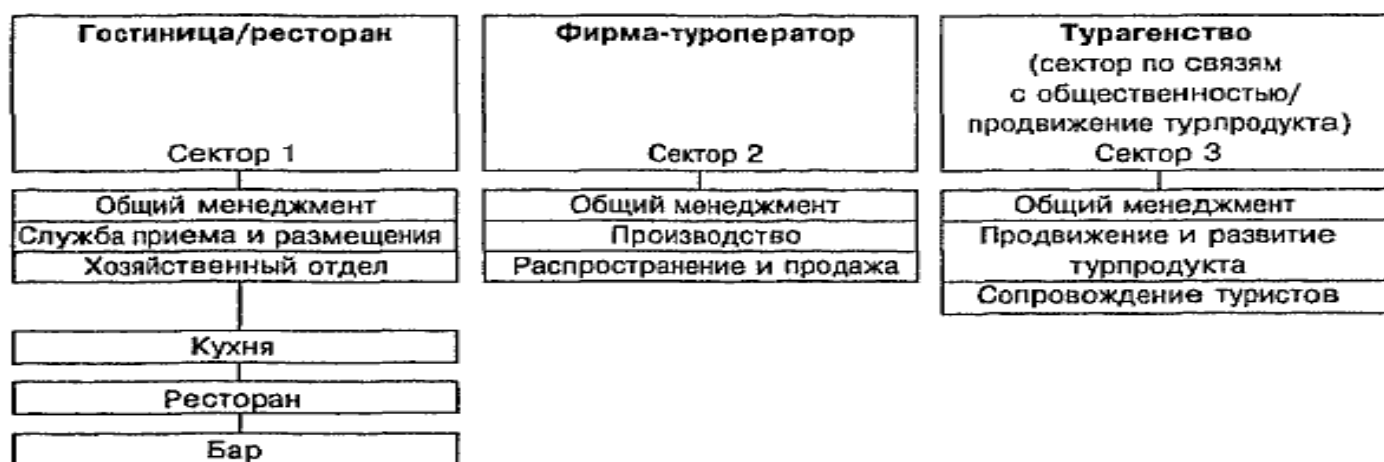 Гостиница/ресторан
Сектор 1
Общий менеджмент
Служба приема и размещения
Хозяйственный отдел
Кухня
Ресторан
Бар
Фирма-туроператор
Сектор 2
Общий менеджмент
Производство
Распространение и продажа
Турагенство
(сектор по связям
с общественностью/
продвижение турпродукта)
Сектор 3
Общий менеджмент
Продвижение и развитие
турпродукта
Сопровождение туристов